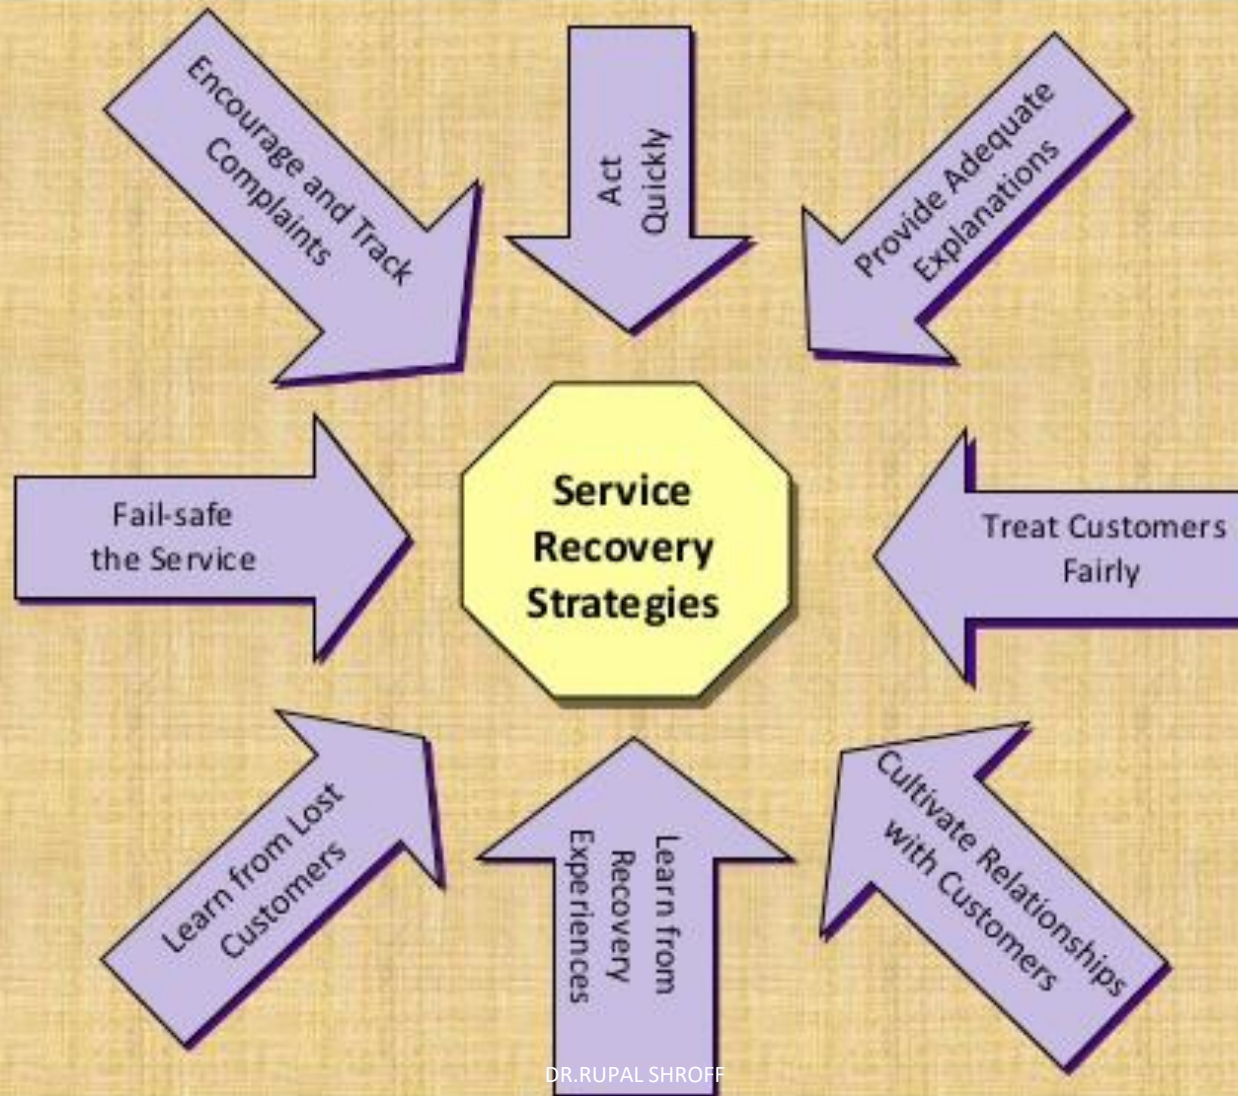 Encourage and Track
Complaints
Act
Quickly
Provide Adequate
Explanations
Fail-safe
the Service
Service
Recovery
Strategies
Treat Customers
Fairly
Learn from Lost
Customers
Learn from
Recovery
Experiences
Cultivate Relationships
with Customers
DR.RUPAL SHROFF